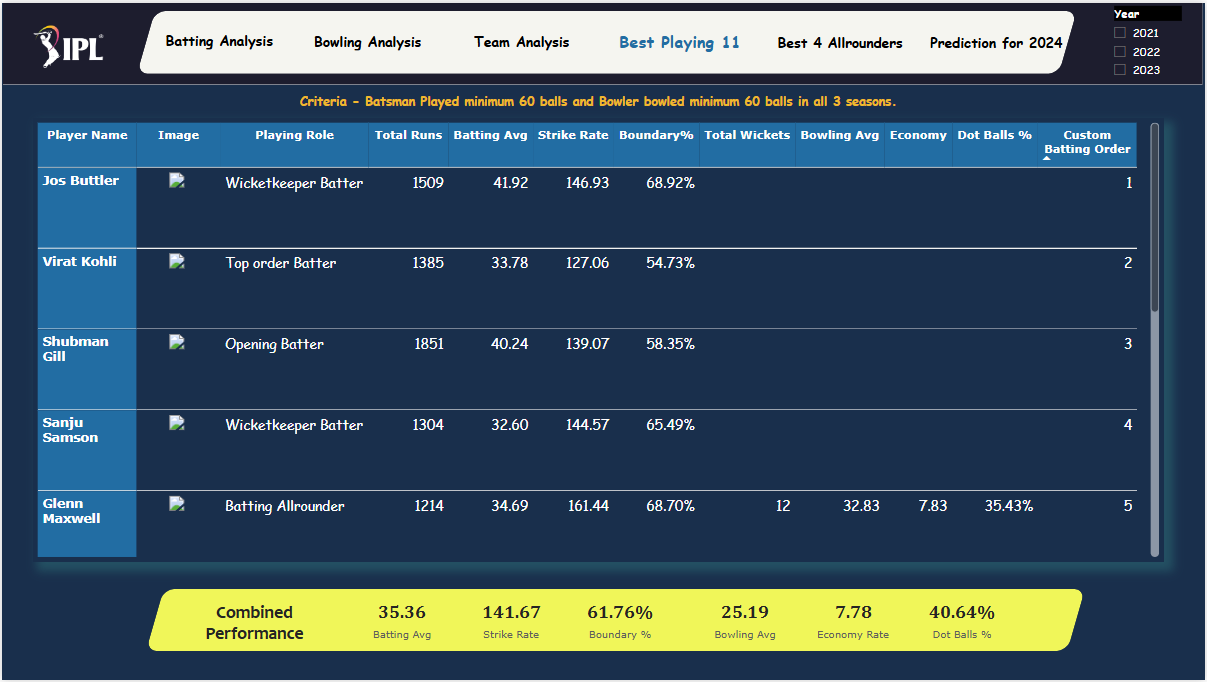 IPL
Batting Analysis Bowling Analysis Team Analysis Best Playing 11 Best 4 Allrounders Prediction for 2024
Year
2021
2022
2023
Criteria - Batsman Played minimum 60 balls and Bowler bowled minimum 60 balls in all 3 seasons.
Player Name Image Playing Role Total Runs Batting Avg Strike Rate Boundary% Total Wickets Bowling Avg Economy Dot Balls % Custom
Batting Order
Jos Buttler Wicketkeeper Batter 1509 41.92 146.93 68.92% 1
Virat Kohli Top order Batter 1385 33.78 127.06 54.73% 2
Shubman
Gill Opening Batter 1851 40.24 139.07 58.35% 3
Sanju
Samson Wicketkeeper Batter 1304 32.60 144.57 65.49% 4
Glenn
Maxwell Batting Allrounder 1214 34.69 161.44 68.70% 12 32.83 7.83 35.43% 5
Combined
Performance
35.36 141.67 61.76% 25.19 7.78 40.64%
Batting Avg Strike Rate Boundary % Bowling Avg Economy Rate Dot Balls %